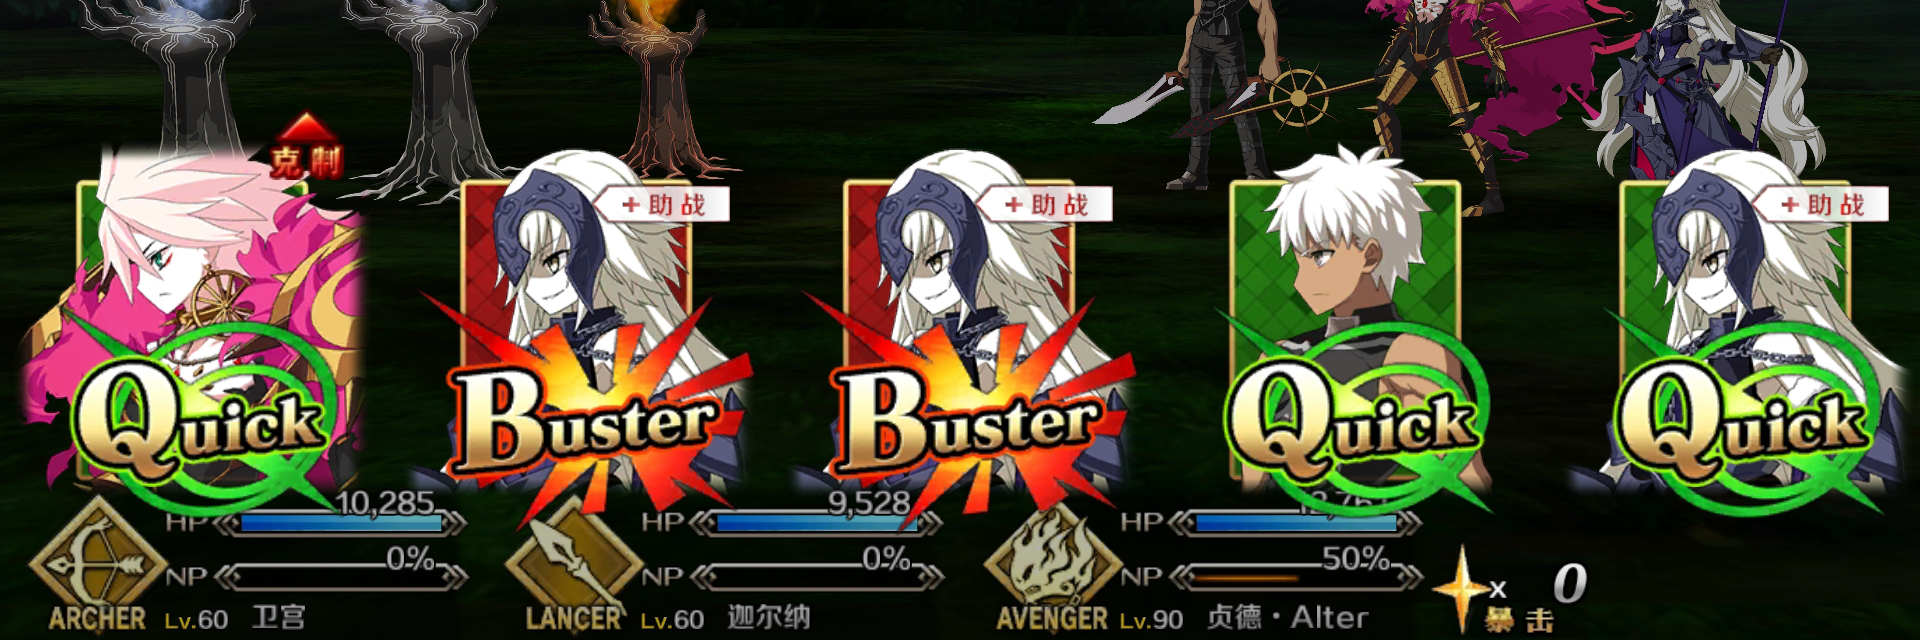 克制
+助战
+助战
+助战
Quick
Buster
Buster
Quick
Quick
HP 10,285
NP 0%
ARCHER Lv.60 卫宫
HP 9,528
NP 0%
LANCER Lv.60 迦尔纳
HP
NP 50%
AVENGER Lv.90 贞德·Alter
x 0
暴击